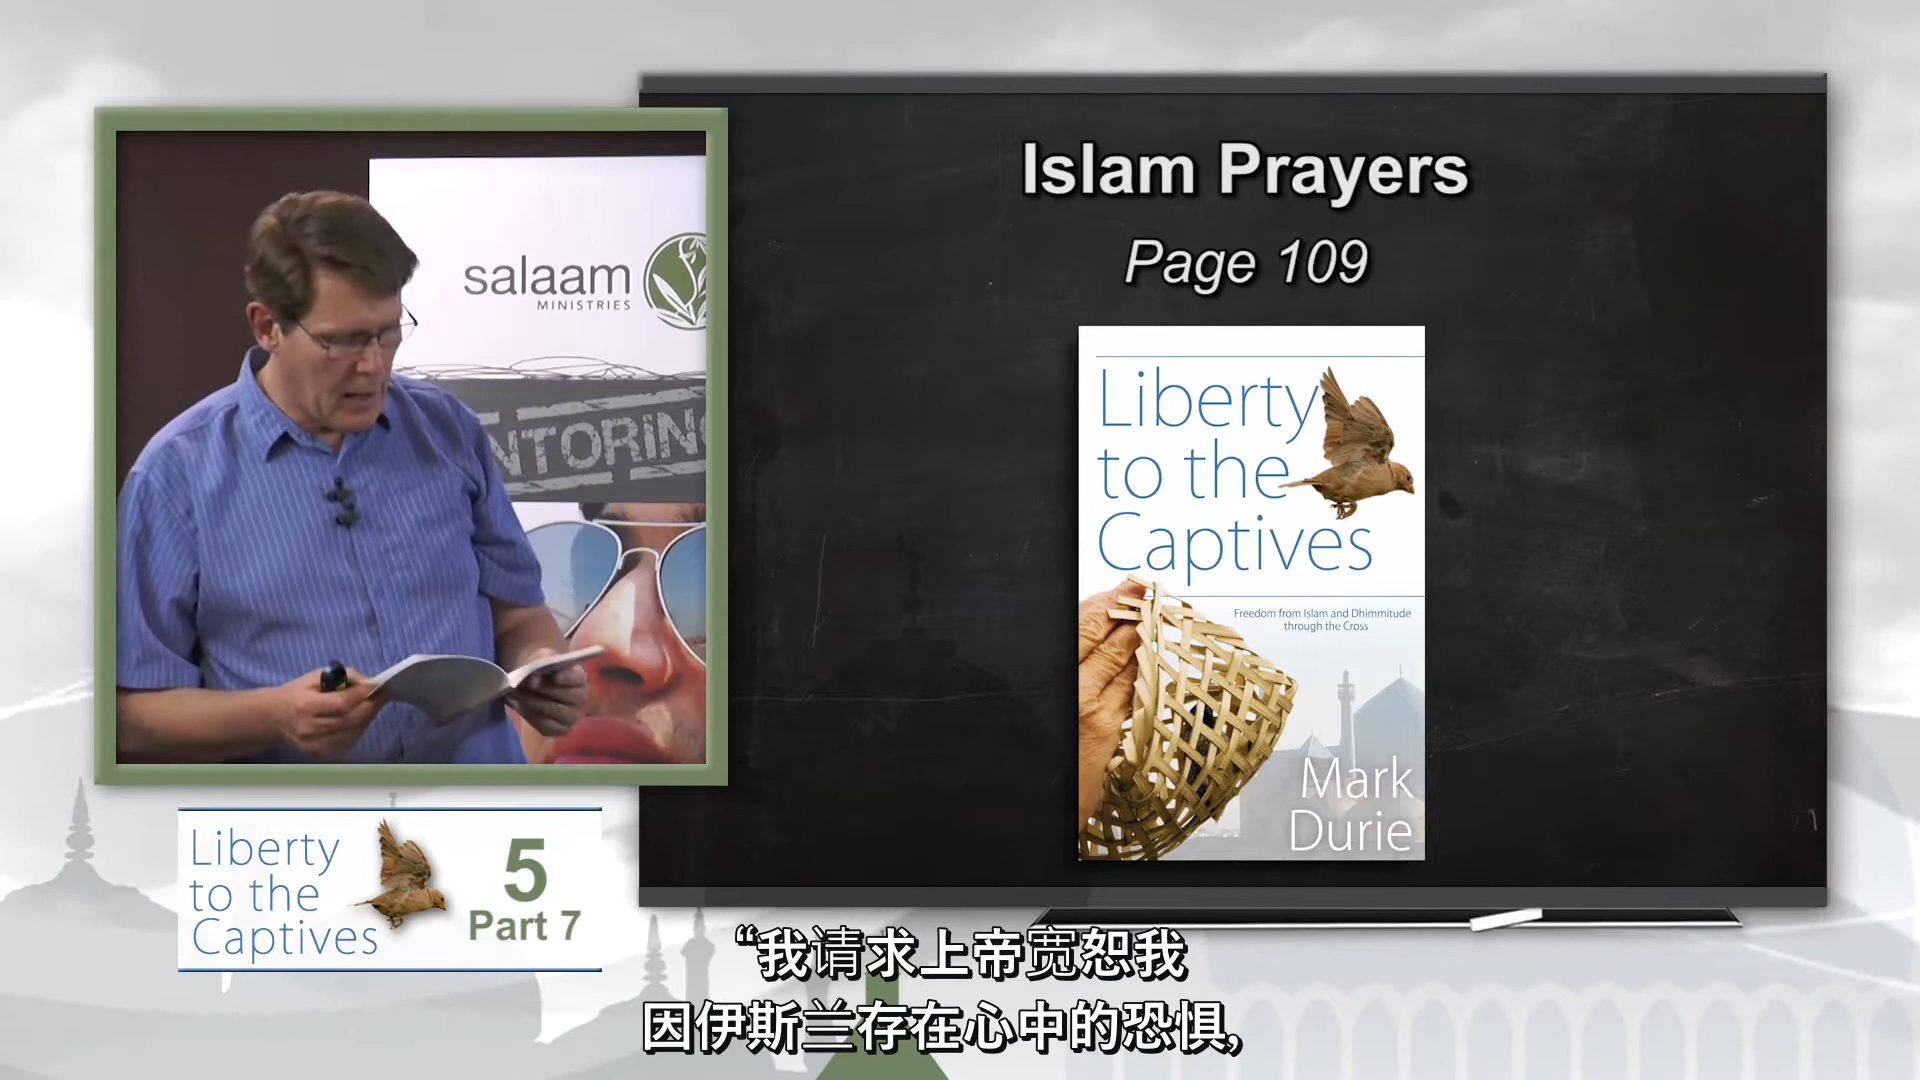 Islam Prayers
Page 109
salaam
MINISTRIES
NTORiNG
Liberty
to the
Captives
Freedom from Islam and Dhimmitude
through the Cross
Mark
Durie
Liberty
to the
Captives
5
Part 7
“我请求上帝宽恕我
因伊斯兰存在心中的恐惧,